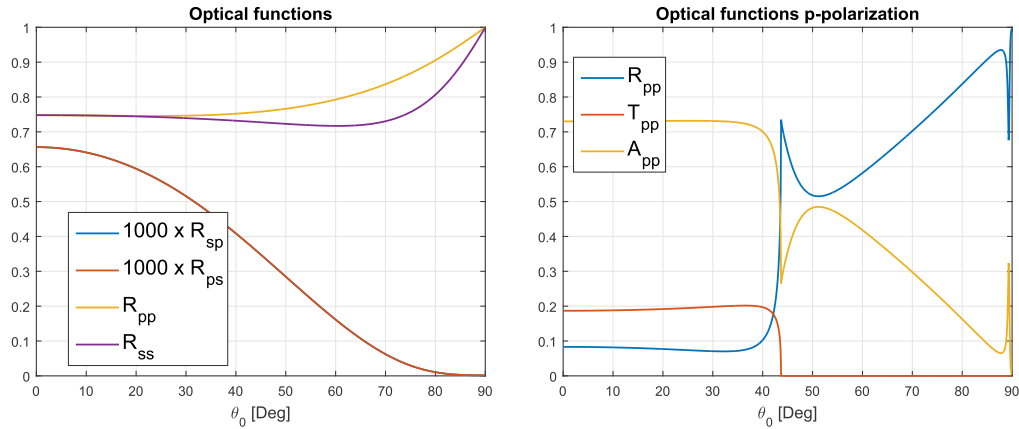 Optical functions
1
0.9
0.8
0.7
0.6
0.5
0.4
0.3
0.2
0.1
0
1000 x R_sp
1000 x R_ps
R_pp
R_ss
0 10 20 30 40 50 60 70 80 90
θ_0 [Deg]
Optical functions p-polarization
1
0.9
0.8
0.7
0.6
0.5
0.4
0.3
0.2
0.1
0
R_pp
T_pp
A_pp
0 10 20 30 40 50 60 70 80 90
θ_0 [Deg]